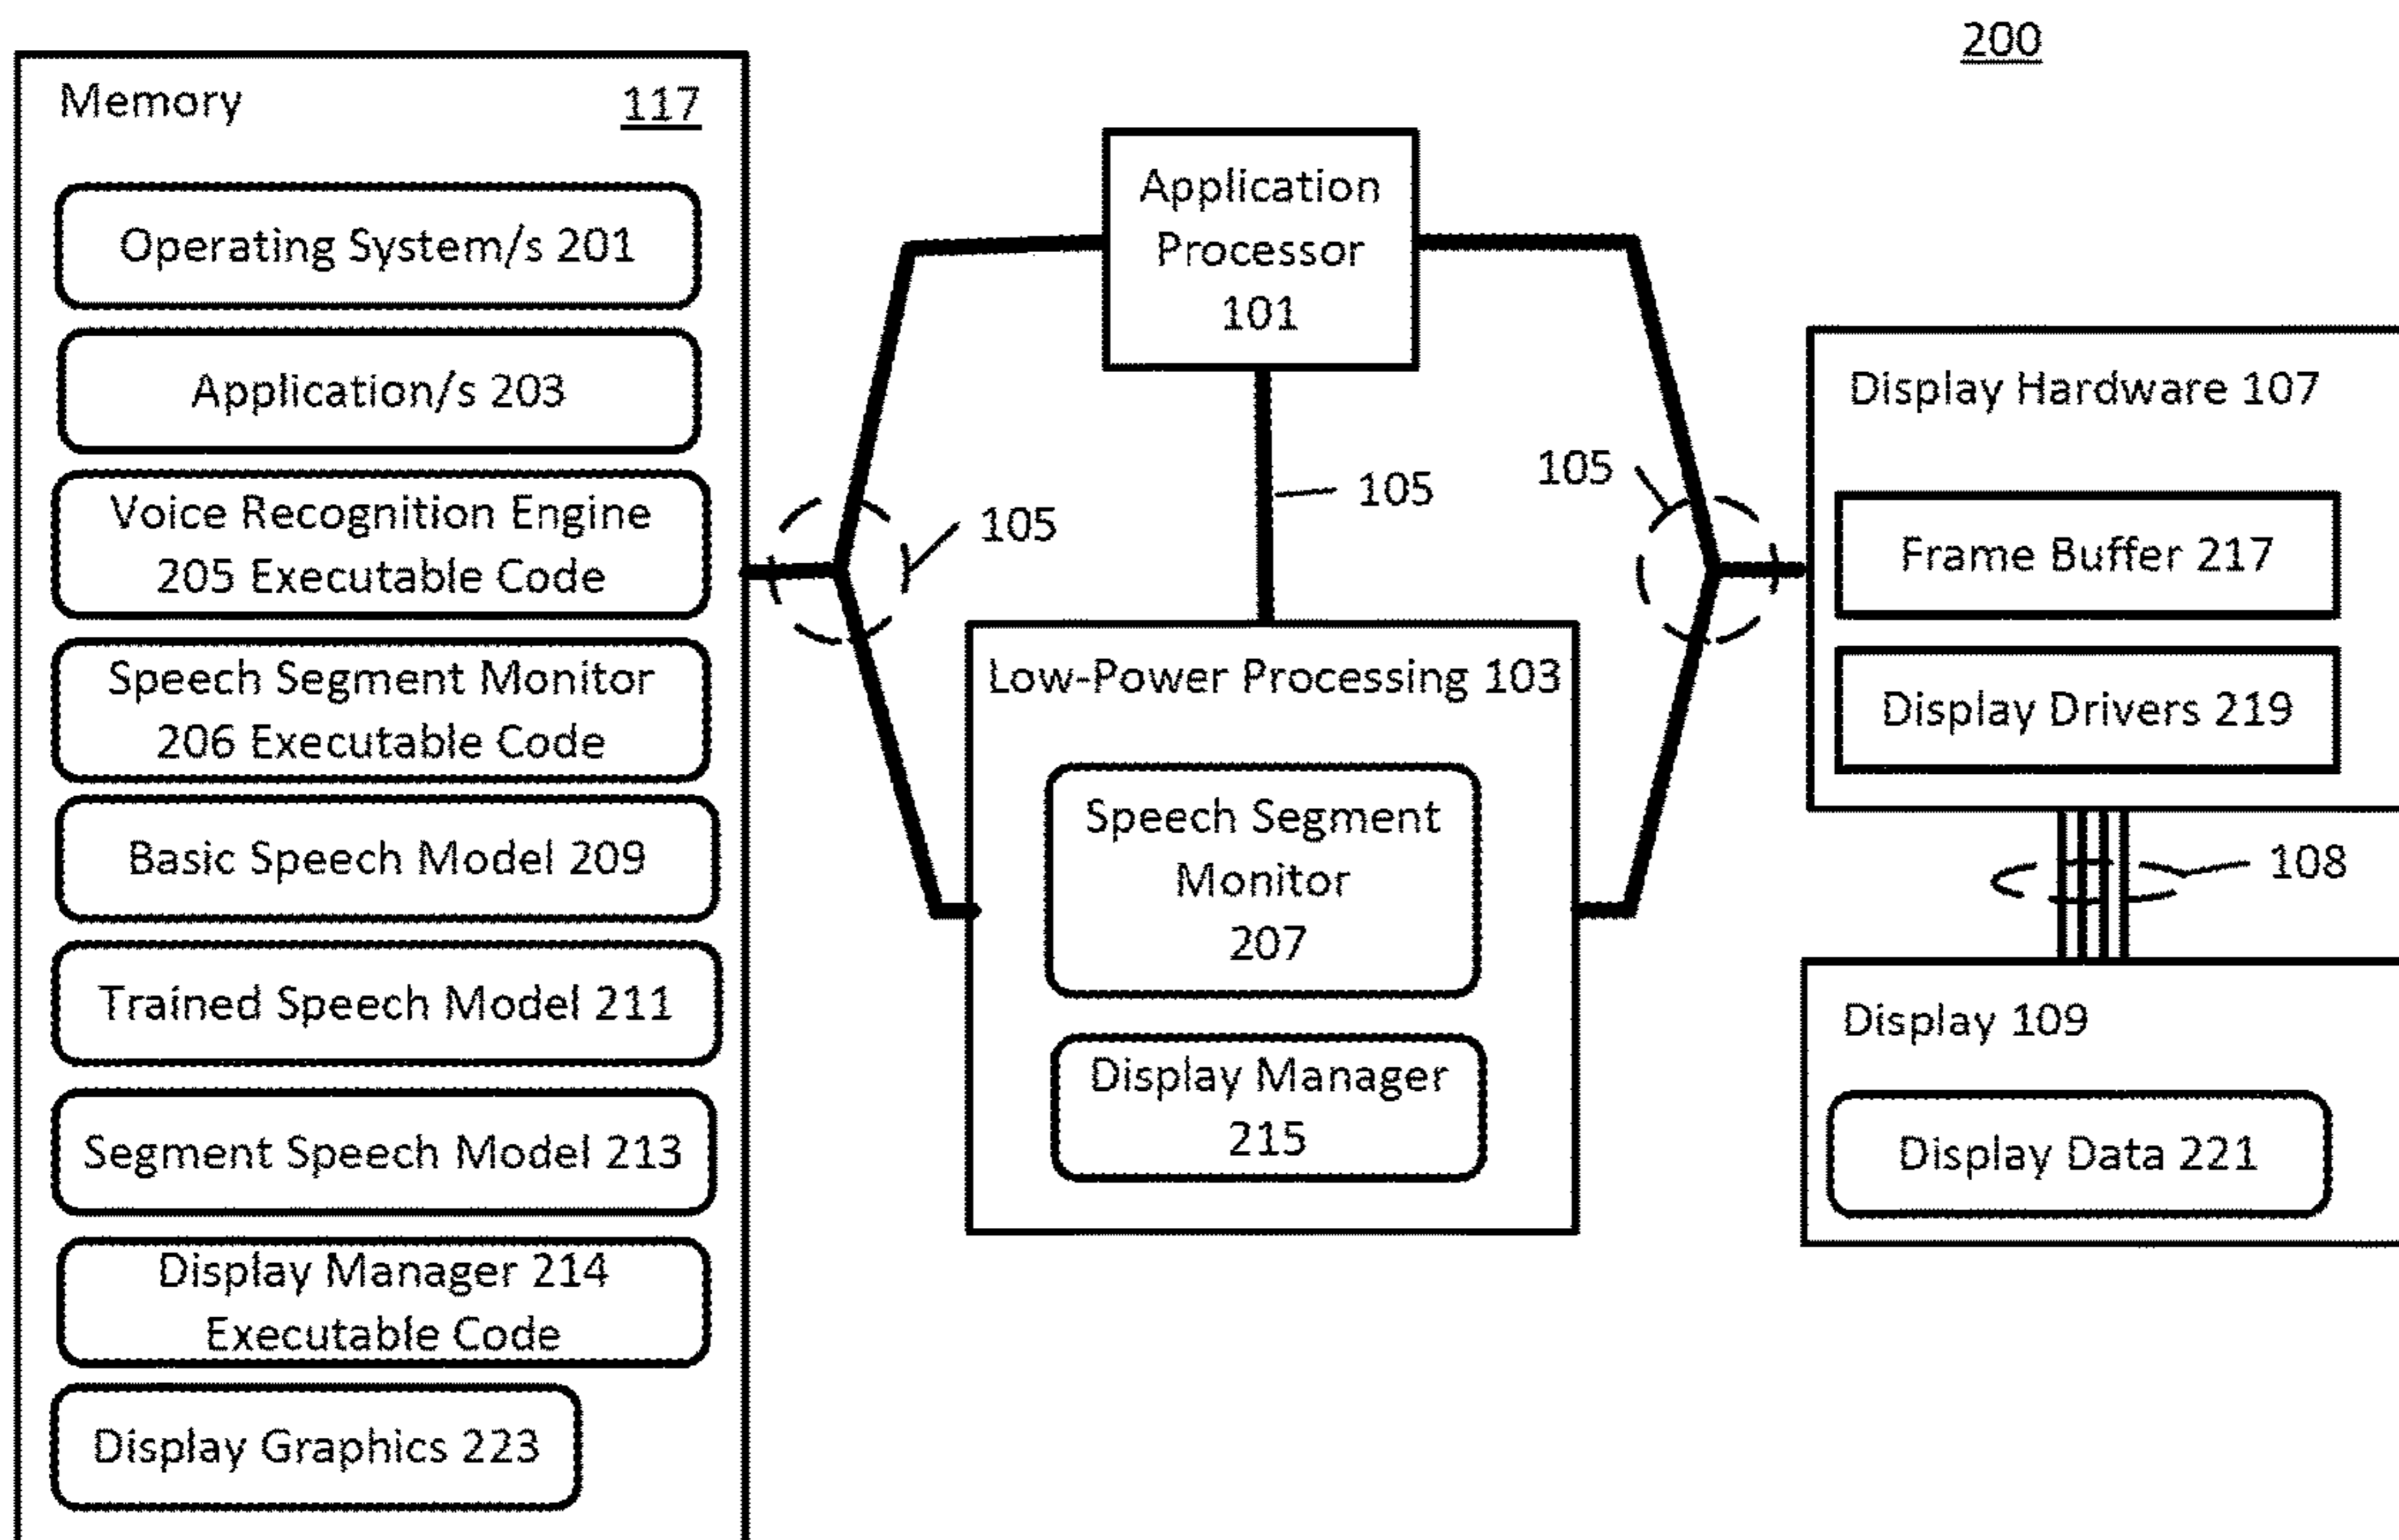 200
Memory 117
Operating System/s 201
Application/s 203
Voice Recognition Engine
205 Executable Code
Speech Segment Monitor
206 Executable Code
Basic Speech Model 209
Trained Speech Model 211
Segment Speech Model 213
Display Manager 214
Executable Code
Display Graphics 223
105
Application
Processor
101
105
105
Low-Power Processing 103
Speech Segment
Monitor
207
Display Manager
215
Display Hardware 107
Frame Buffer 217
Display Drivers 219
108
Display 109
Display Data 221